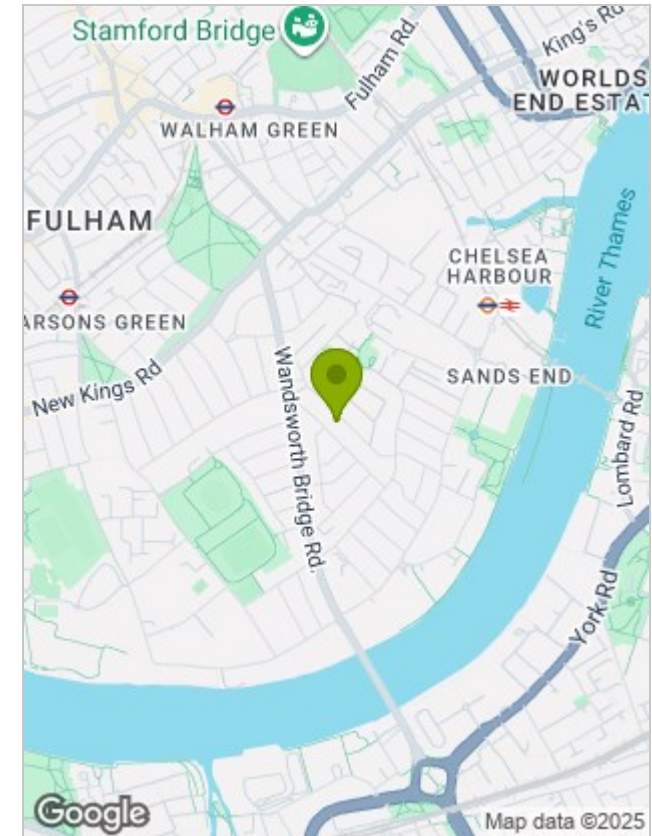 Stamford Bridge
Fulham Rd.
King's Rd
WORLDS
END ESTAT
WALHAM GREEN
FULHAM
CHELSEA
HARBOUR
River Thames
ARSONS GREEN
New Kings Rd
Wandsworth Bridge Rd.
SANDS END
Lombard Rd
York Rd
Google
Map data ©2025